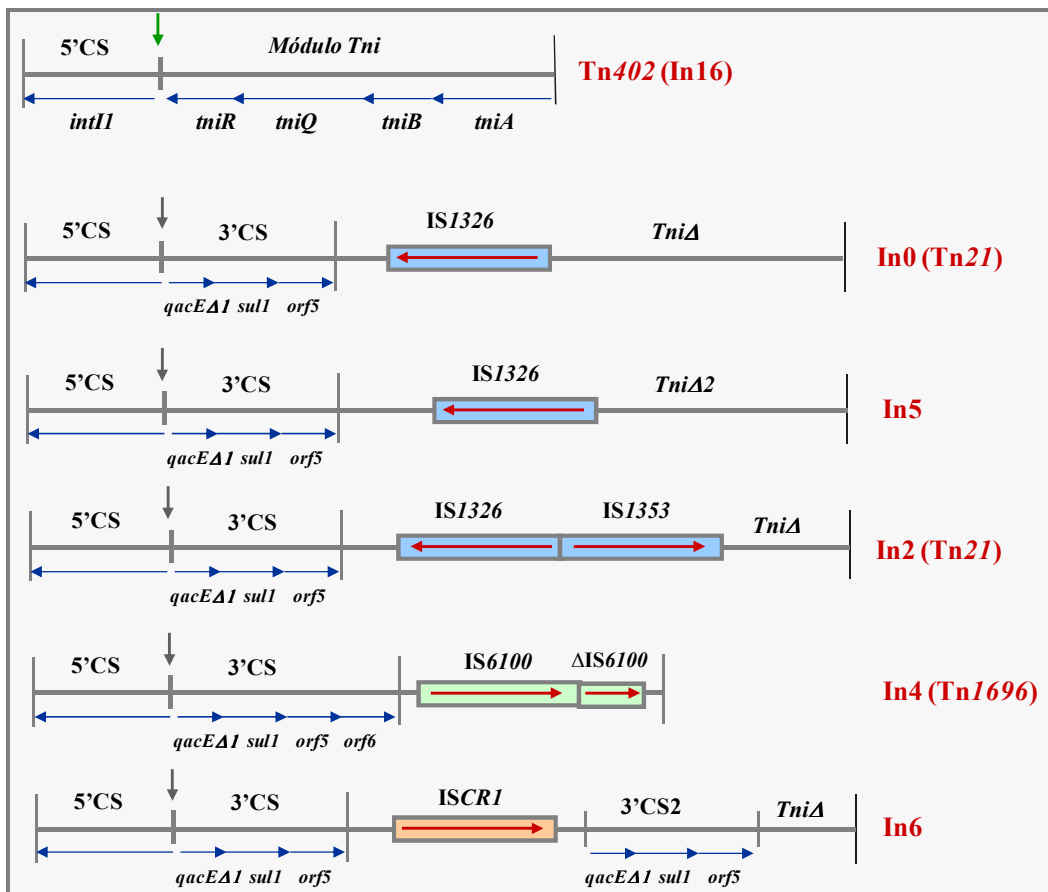 5’CS Módulo Tni Tn402 (In16)
intI1 tniR tniQ tniB tniA
5’CS 3’CS IS1326 TniΔ In0 (Tn21)
qacEΔ1 sul1 orf5
5’CS 3’CS IS1326 TniΔ2 In5
qacEΔ1 sul1 orf5
5’CS 3’CS IS1326 IS1353 TniΔ In2 (Tn21)
qacEΔ1 sul1 orf5
5’CS 3’CS IS6100 ΔIS6100 In4 (Tn1696)
qacEΔ1 sul1 orf5 orf6
5’CS 3’CS ISCR1 3’CS2 TniΔ In6
qacEΔ1 sul1 orf5 qacEΔ1 sul1 orf5